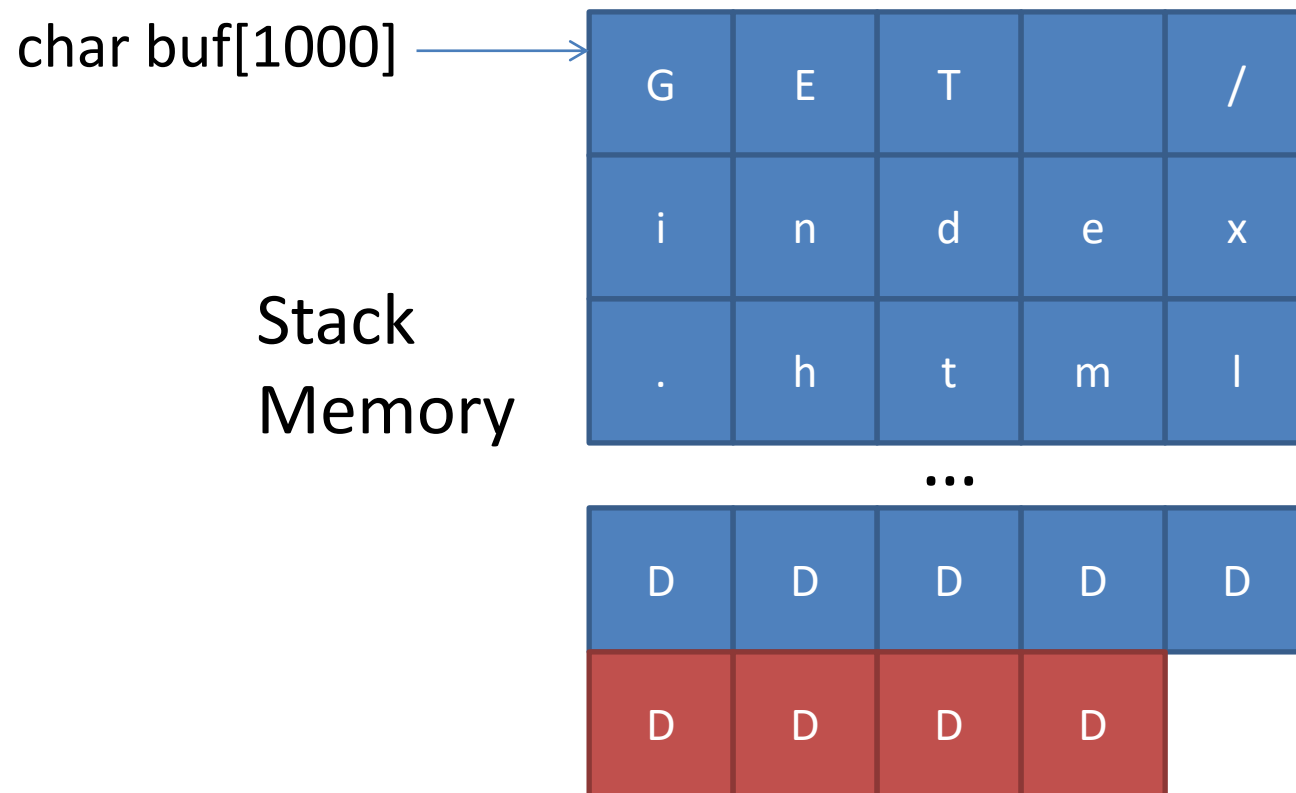 char buf[1000]
G E T /
i n d e x
Stack
Memory
. h t m l
...
D D D D D
D D D D